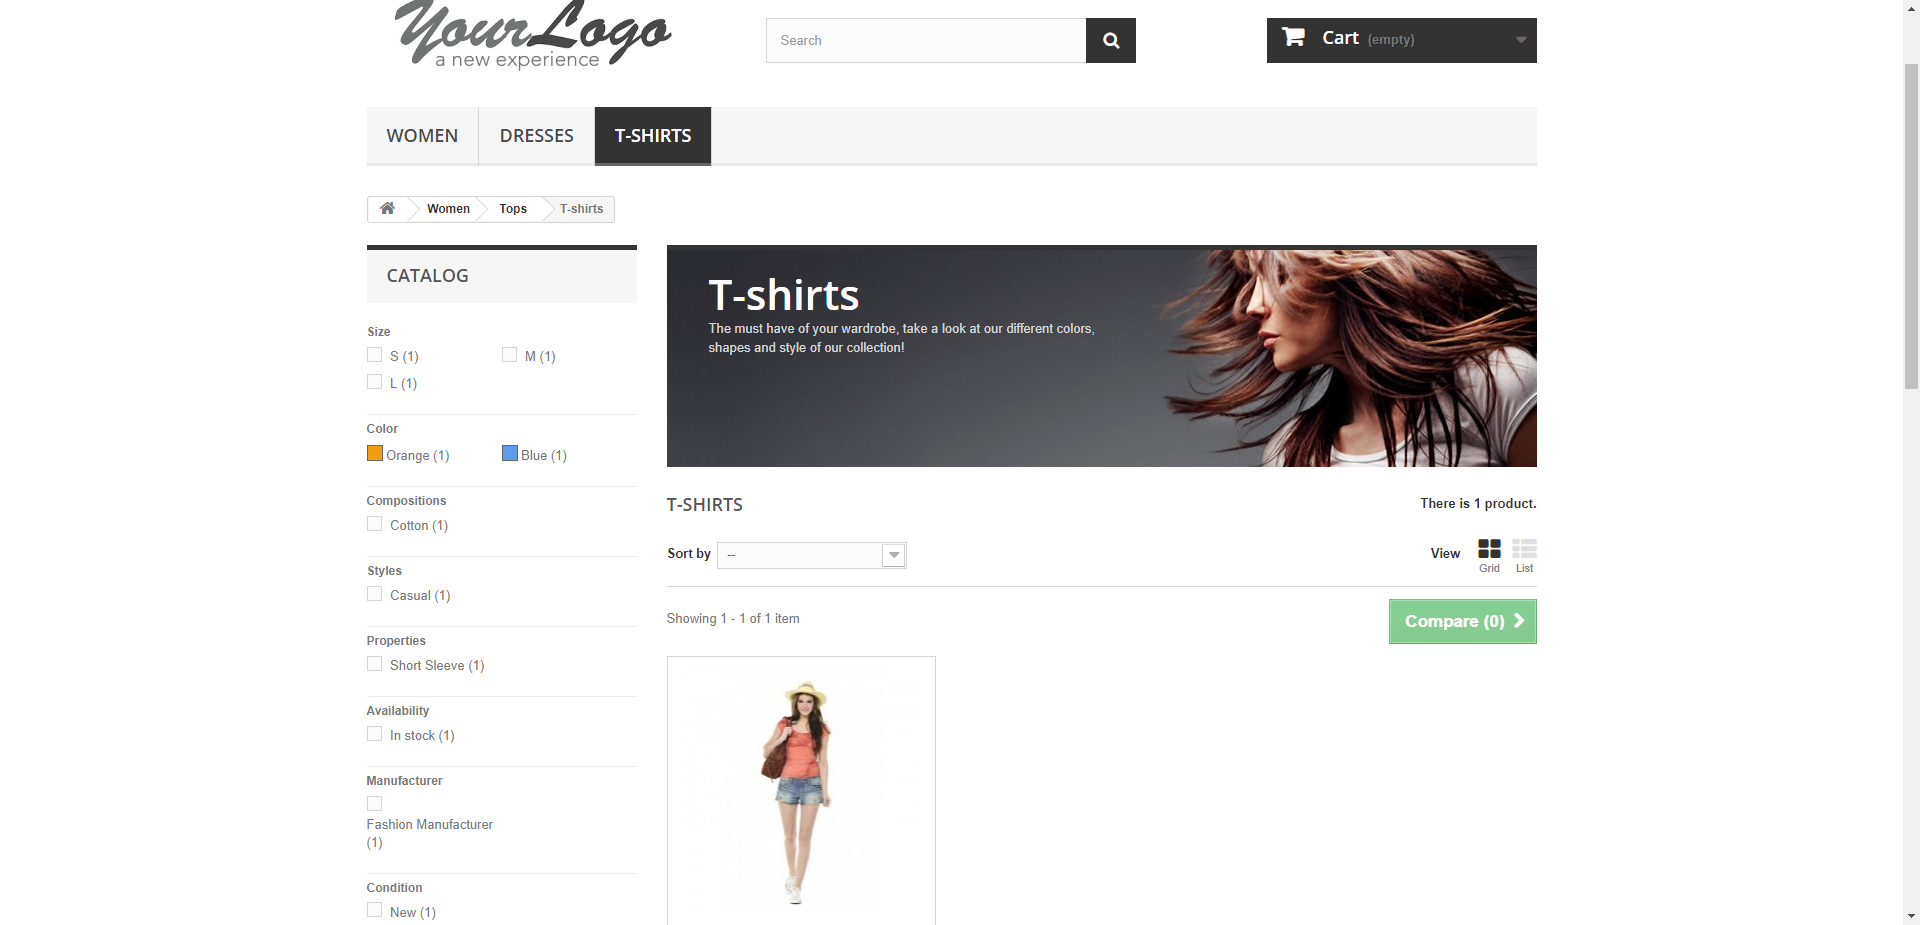 YourLogo
a new experience
Search
Cart (empty)
WOMEN
DRESSES
T-SHIRTS
Women
Tops
T-shirts
CATALOG
Size
S (1)
M (1)
L (1)
Color
Orange (1)
Blue (1)
Compositions
Cotton (1)
Styles
Casual (1)
Properties
Short Sleeve (1)
Availability
In stock (1)
Manufacturer
Fashion Manufacturer
(1)
Condition
New (1)
T-shirts
The must have of your wardrobe, take a look at our different colors,
shapes and style of our collection!
T-SHIRTS
There is 1 product.
Sort by
--
View
Grid
List
Showing 1 - 1 of 1 item
Compare (0)